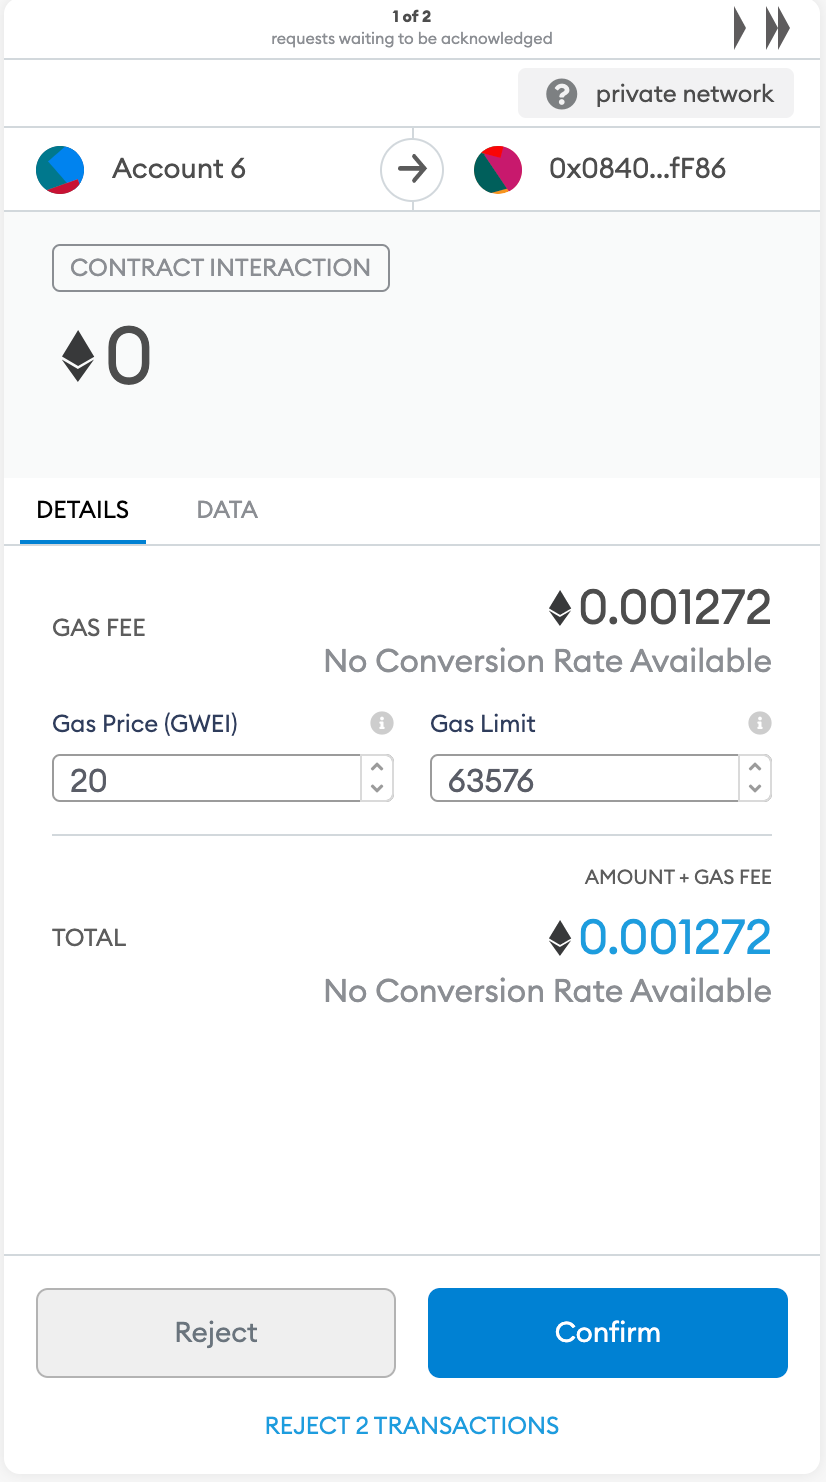 1 of 2
requests waiting to be acknowledged
? private network
Account 6
0x0840...fF86
CONTRACT INTERACTION
0
DETAILS DATA
GAS FEE
0.001272
No Conversion Rate Available
Gas Price (GWEI) i Gas Limit i
20 63576
AMOUNT + GAS FEE
TOTAL
0.001272
No Conversion Rate Available
Reject Confirm
REJECT 2 TRANSACTIONS